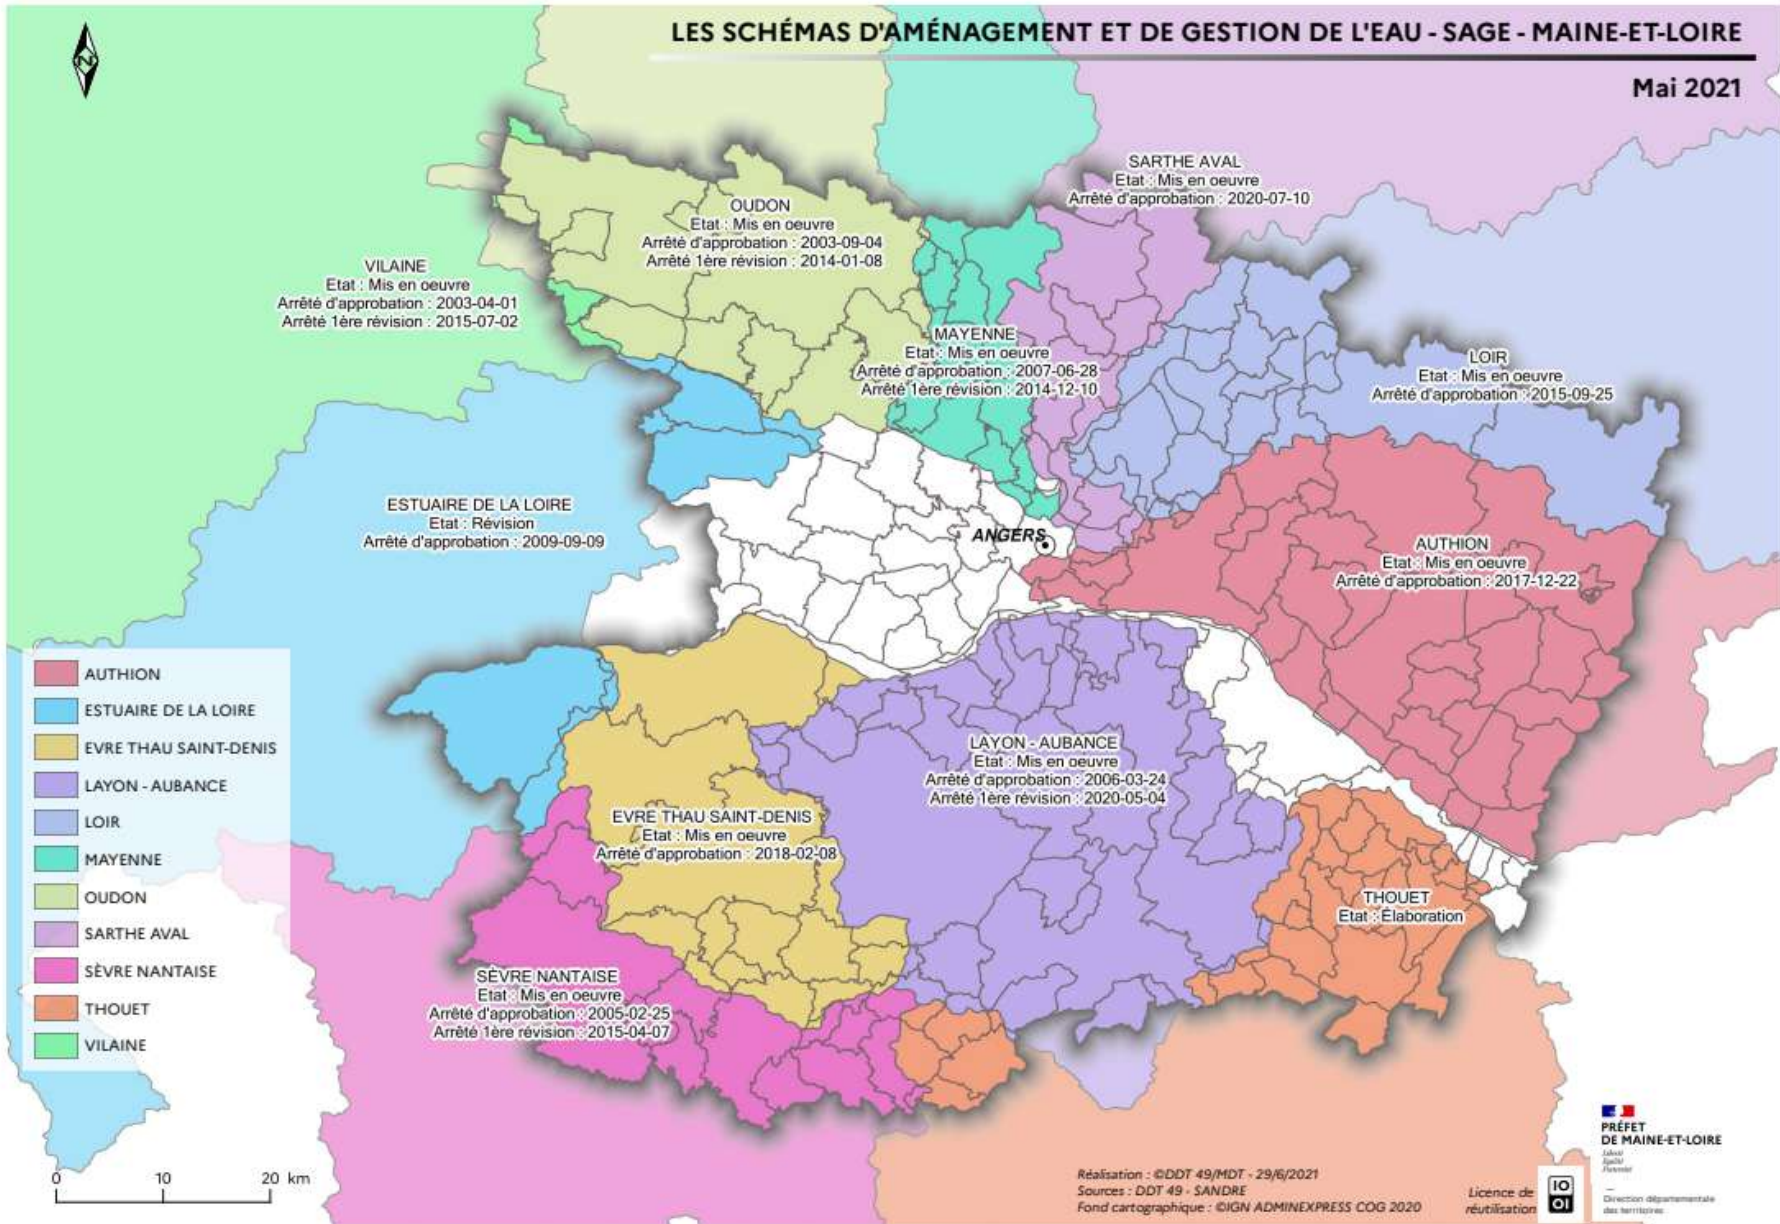 LES SCHÉMAS D'AMÉNAGEMENT ET DE GESTION DE L'EAU - SAGE - MAINE-ET-LOIRE
Mai 2021
N
SARTHE AVAL
Etat : Mis en oeuvre
Arrêté d'approbation : 2020-07-10
OUDON
Etat : Mis en oeuvre
Arrêté d'approbation : 2003-09-04
Arrêté 1ère révision : 2014-01-08
VILAINE
Etat : Mis en oeuvre
Arrêté d'approbation : 2003-04-01
Arrêté 1ère révision : 2015-07-02
MAYENNE
Etat : Mis en oeuvre
Arrêté d'approbation : 2007-06-28
Arrêté 1ère révision : 2014-12-10
LOIR
Etat : Mis en oeuvre
Arrêté d'approbation : 2015-09-25
ESTUAIRE DE LA LOIRE
Etat : Révision
Arrêté d'approbation : 2009-09-09
ANGERS
AUTHION
Etat : Mis en oeuvre
Arrêté d'approbation : 2017-12-22
LAYON - AUBANCE
Etat : Mis en oeuvre
Arrêté d'approbation : 2006-03-24
Arrêté 1ère révision : 2020-05-04
EVRE THAU SAINT-DENIS
Etat : Mis en oeuvre
Arrêté d'approbation : 2018-02-08
THOUET
Etat : Élaboration
SÈVRE NANTAISE
Etat : Mis en oeuvre
Arrêté d'approbation : 2005-02-25
Arrêté 1ère révision : 2015-04-07
AUTHION
ESTUAIRE DE LA LOIRE
EVRE THAU SAINT-DENIS
LAYON - AUBANCE
LOIR
MAYENNE
OUDON
SARTHE AVAL
SÈVRE NANTAISE
THOUET
VILAINE
0 10 20 km
Réalisation : ©DDT 49/MDT - 29/6/2021
Sources : DDT 49 - SANDRE
Fond cartographique : ©IGN ADMINEXPRESS COG 2020
Licence de
réutilisation
IO
OI
PRÉFET
DE MAINE-ET-LOIRE
Liberté
Égalité
Fraternité
Direction départementale
des territoires